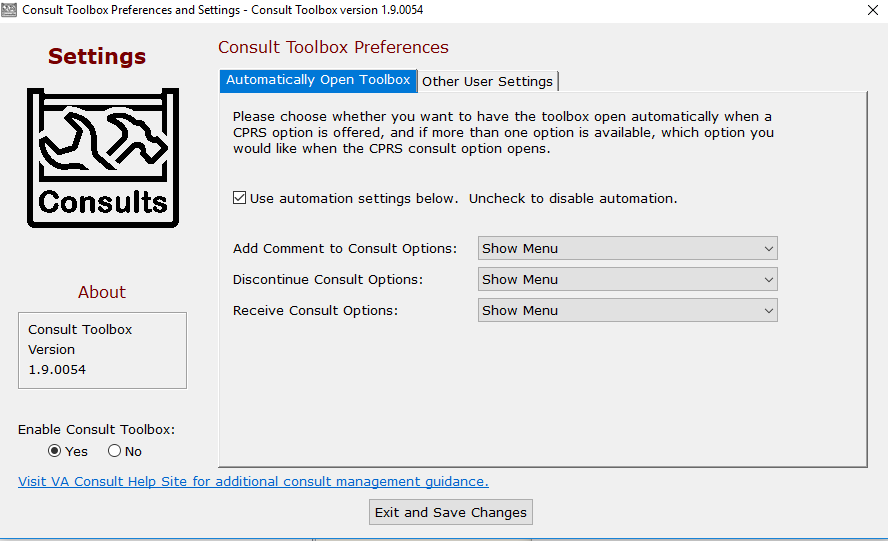 Consult Toolbox Preferences and Settings - Consult Toolbox version 1.9.0054
Settings
Consults
About
Consult Toolbox
Version
1.9.0054
Enable Consult Toolbox:
Yes No
Consult Toolbox Preferences
Automatically Open Toolbox Other User Settings
Please choose whether you want to have the toolbox open automatically when a
CPRS option is offered, and if more than one option is available, which option you
would like when the CPRS consult option opens.
Use automation settings below. Uncheck to disable automation.
Add Comment to Consult Options: Show Menu
Discontinue Consult Options: Show Menu
Receive Consult Options: Show Menu
Visit VA Consult Help Site for additional consult management guidance.
Exit and Save Changes